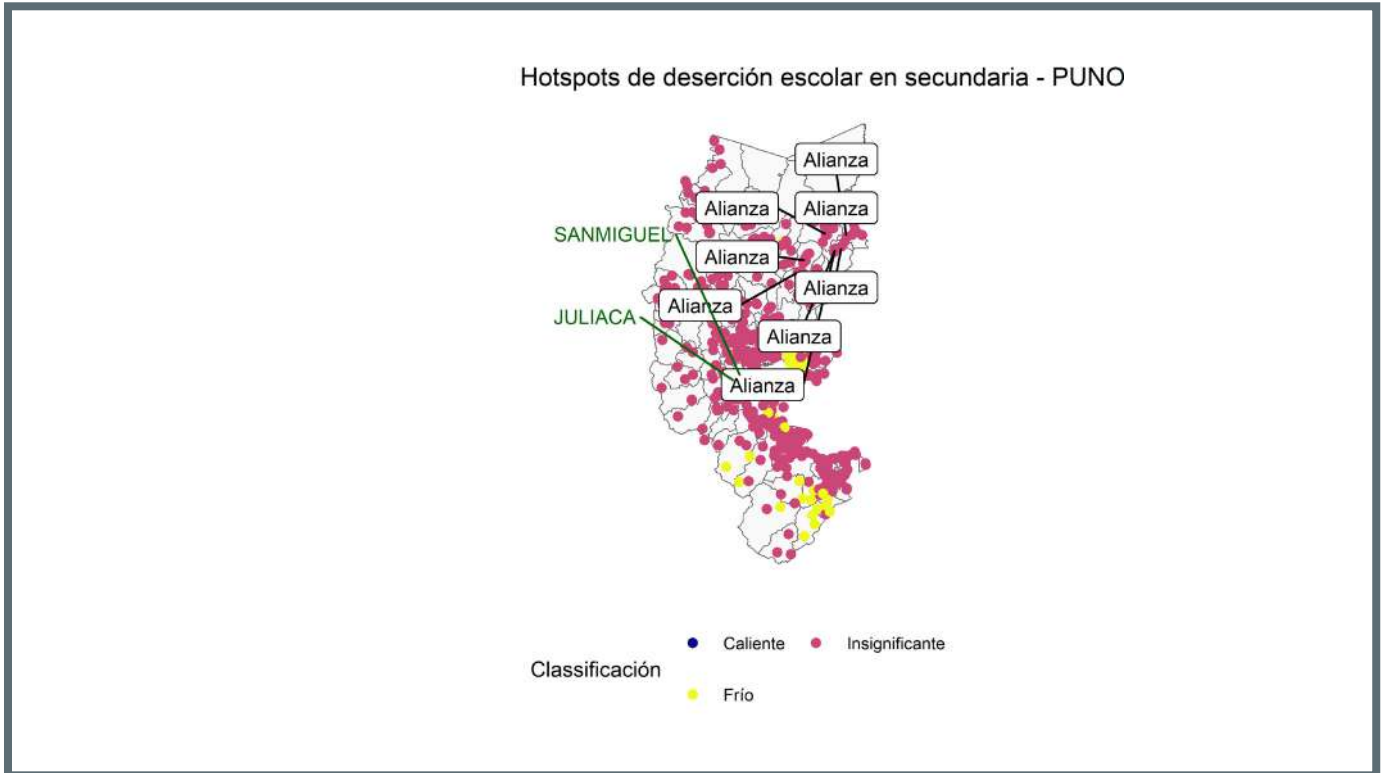 Hotspots de deserción escolar en secundaria - PUNO
Alianza
Alianza
Alianza
SANMIGUEL
Alianza
Alianza
Alianza
JULIACA
Alianza
Alianza
Caliente
Insignificante
Classificación
Frío